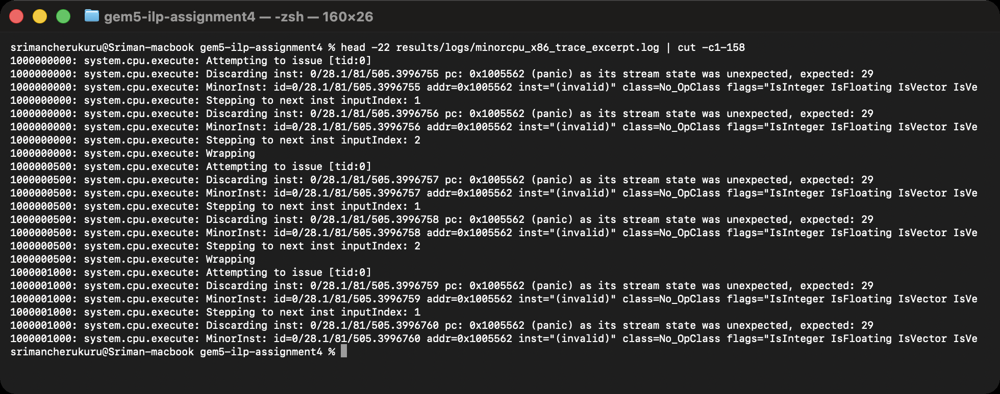 gem5-ilp-assignment4 — -zsh — 160×26
srimancherukuru@Sriman-macbook gem5-ilp-assignment4 % head -22 results/logs/minorcpu_x86_trace_excerpt.log | cut -c1-158
1000000000: system.cpu.execute: Attempting to issue [tid:0]
1000000000: system.cpu.execute: Discarding inst: 0/28.1/81/505.3996755 pc: 0x1005562 (panic) as its stream state was unexpected, expected: 29
1000000000: system.cpu.execute: MinorInst: id=0/28.1/81/505.3996755 addr=0x1005562 inst="(invalid)" class=No_OpClass flags="IsInteger IsFloating IsVector IsVe
1000000000: system.cpu.execute: Stepping to next inst inputIndex: 1
1000000000: system.cpu.execute: Discarding inst: 0/28.1/81/505.3996756 pc: 0x1005562 (panic) as its stream state was unexpected, expected: 29
1000000000: system.cpu.execute: MinorInst: id=0/28.1/81/505.3996756 addr=0x1005562 inst="(invalid)" class=No_OpClass flags="IsInteger IsFloating IsVector IsVe
1000000000: system.cpu.execute: Stepping to next inst inputIndex: 2
1000000000: system.cpu.execute: Wrapping
1000000500: system.cpu.execute: Attempting to issue [tid:0]
1000000500: system.cpu.execute: Discarding inst: 0/28.1/81/505.3996757 pc: 0x1005562 (panic) as its stream state was unexpected, expected: 29
1000000500: system.cpu.execute: MinorInst: id=0/28.1/81/505.3996757 addr=0x1005562 inst="(invalid)" class=No_OpClass flags="IsInteger IsFloating IsVector IsVe
1000000500: system.cpu.execute: Stepping to next inst inputIndex: 1
1000000500: system.cpu.execute: Discarding inst: 0/28.1/81/505.3996758 pc: 0x1005562 (panic) as its stream state was unexpected, expected: 29
1000000500: system.cpu.execute: MinorInst: id=0/28.1/81/505.3996758 addr=0x1005562 inst="(invalid)" class=No_OpClass flags="IsInteger IsFloating IsVector IsVe
1000000500: system.cpu.execute: Stepping to next inst inputIndex: 2
1000000500: system.cpu.execute: Wrapping
1000001000: system.cpu.execute: Attempting to issue [tid:0]
1000001000: system.cpu.execute: Discarding inst: 0/28.1/81/505.3996759 pc: 0x1005562 (panic) as its stream state was unexpected, expected: 29
1000001000: system.cpu.execute: MinorInst: id=0/28.1/81/505.3996759 addr=0x1005562 inst="(invalid)" class=No_OpClass flags="IsInteger IsFloating IsVector IsVe
1000001000: system.cpu.execute: Stepping to next inst inputIndex: 1
1000001000: system.cpu.execute: Discarding inst: 0/28.1/81/505.3996760 pc: 0x1005562 (panic) as its stream state was unexpected, expected: 29
1000001000: system.cpu.execute: MinorInst: id=0/28.1/81/505.3996760 addr=0x1005562 inst="(invalid)" class=No_OpClass flags="IsInteger IsFloating IsVector IsVe
srimancherukuru@Sriman-macbook gem5-ilp-assignment4 %